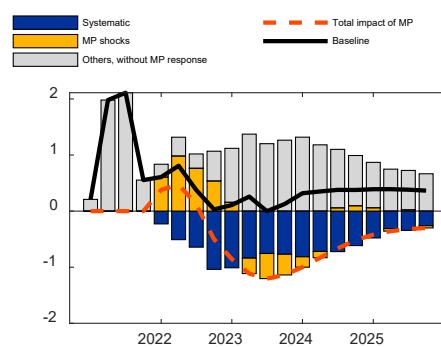 Systematic
Total impact of MP
MP shocks
Baseline
Others, without MP response
2
1
0
-1
-2
2022
2023
2024
2025